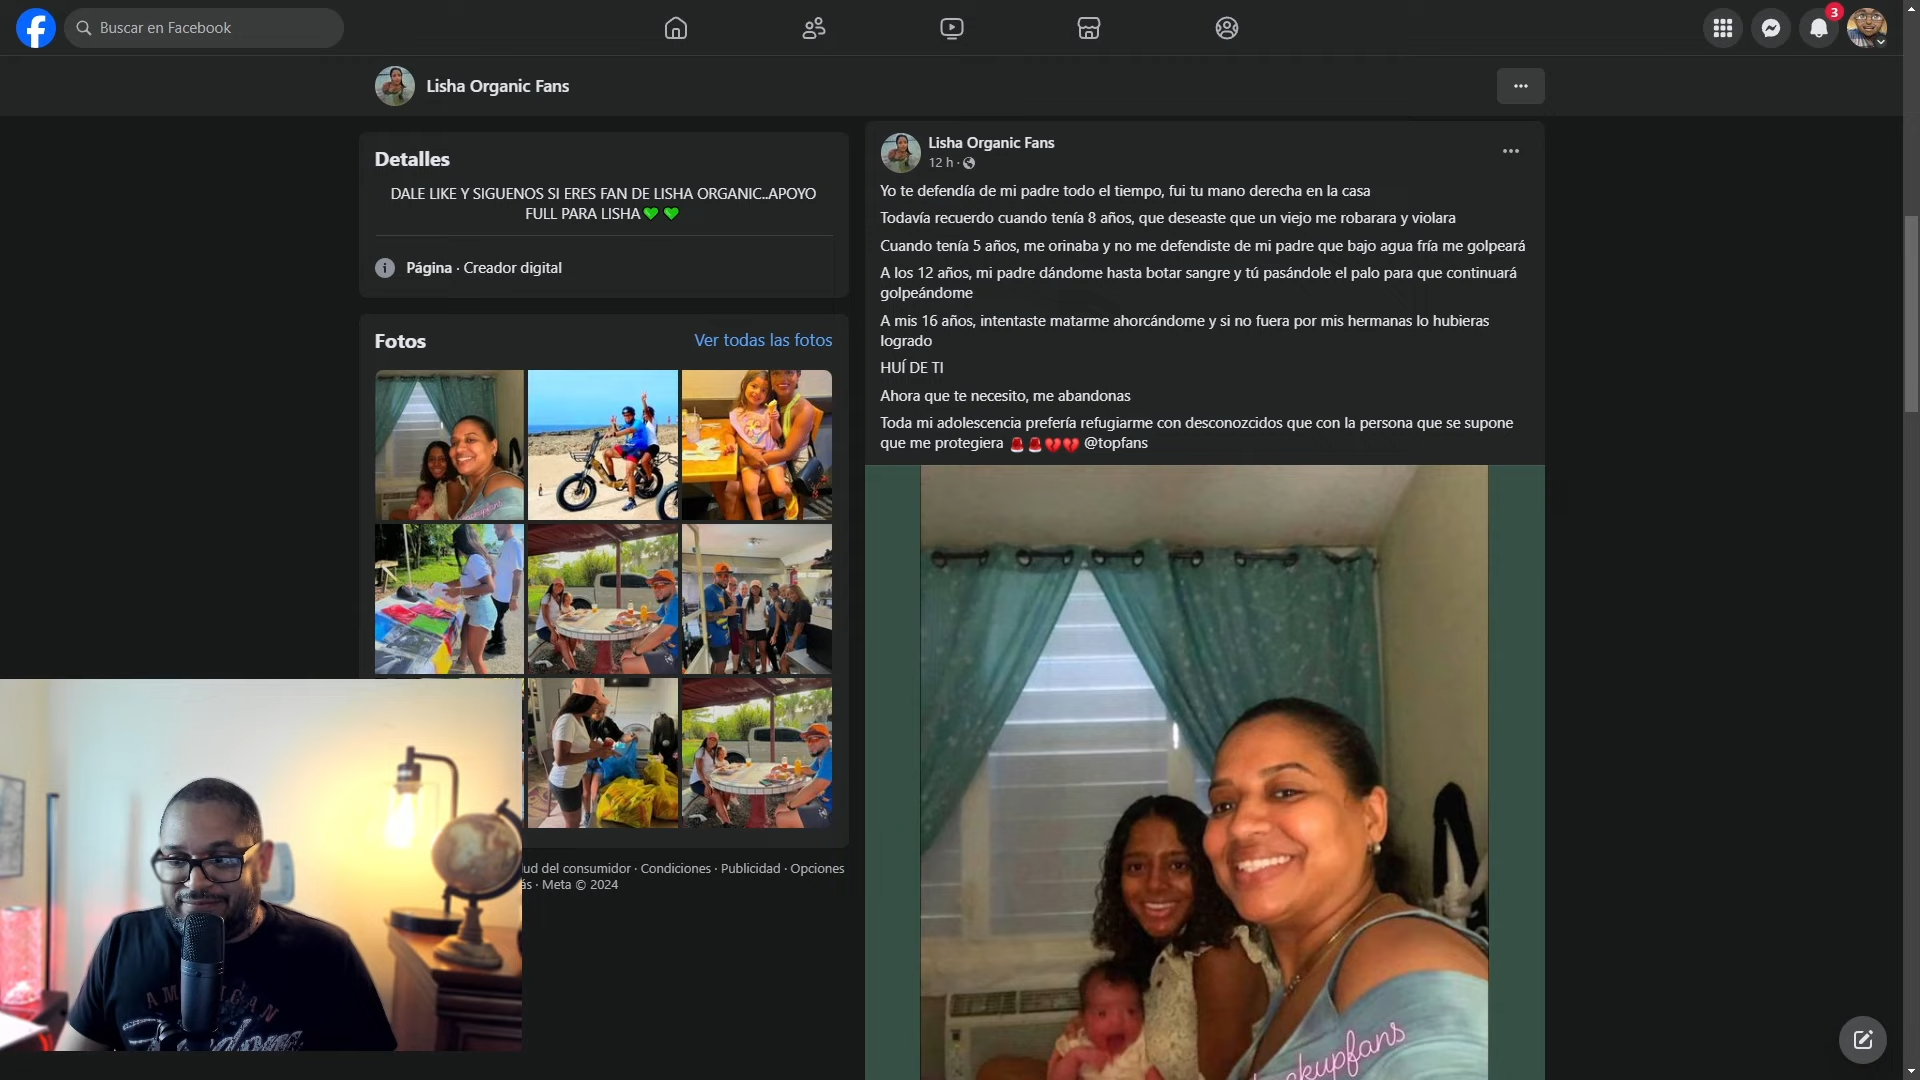 Buscar en Facebook
3
Lisha Organic Fans
Detalles
DALE LIKE Y SIGUENOS SI ERES FAN DE LISHA ORGANIC..APOYO
FULL PARA LISHA💚 💚
Página · Creador digital
Fotos
Ver todas las fotos
lud del consumidor · Condiciones · Publicidad · Opciones
ás · Meta © 2024
Lisha Organic Fans
12 h ·
Yo te defendía de mi padre todo el tiempo, fui tu mano derecha en la casa
Todavía recuerdo cuando tenía 8 años, que deseaste que un viejo me robarara y violara
Cuando tenía 5 años, me orinaba y no me defendiste de mi padre que bajo agua fría me golpeará
A los 12 años, mi padre dándome hasta botar sangre y tú pasándole el palo para que continuará
golpeándome
A mis 16 años, intentaste matarme ahorcándome y si no fuera por mis hermanas lo hubieras
logrado
HUÍ DE TI
Ahora que te necesito, me abandonas
Toda mi adolescencia prefería refugiarme con desconozcidos que con la persona que se supone
que me protegiera 🚨🚨💔💔 @topfans
AMERICAN